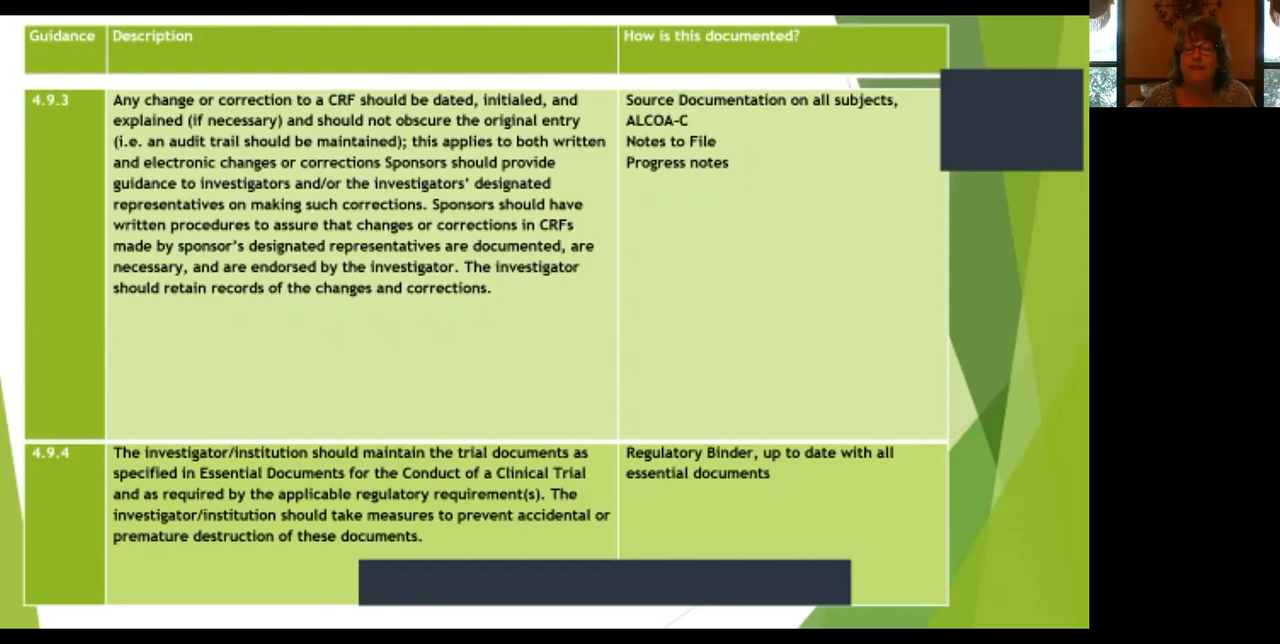 Guidance
Description
How is this documented?
4.9.3
Any change or correction to a CRF should be dated, initialed, and
explained (if necessary) and should not obscure the original entry
(i.e. an audit trail should be maintained); this applies to both written
and electronic changes or corrections Sponsors should provide
guidance to investigators and/or the investigators' designated
representatives on making such corrections. Sponsors should have
written procedures to assure that changes or corrections in CRFs
made by sponsor's designated representatives are documented, are
necessary, and are endorsed by the investigator. The investigator
should retain records of the changes and corrections.
Source Documentation on all subjects,
ALCOA-C
Notes to File
Progress notes
4.9.4
The investigator/institution should maintain the trial documents as
specified in Essential Documents for the Conduct of a Clinical Trial
and as required by the applicable regulatory requirement(s). The
investigator/institution should take measures to prevent accidental or
premature destruction of these documents.
Regulatory Binder, up to date with all
essential documents